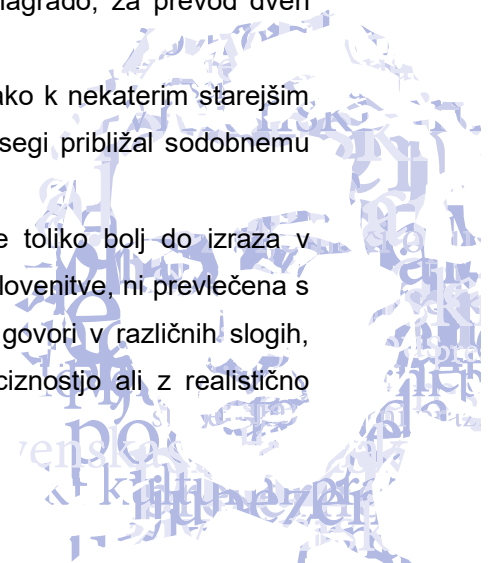 nagrado, za prevod dveh
ako k nekaterim starejšim
segi približal sodobnemu
e toliko bolj do izraza v
lovenitve, ni prevlečena s
govori v različnih slogih,
ciznostjo ali z realistično